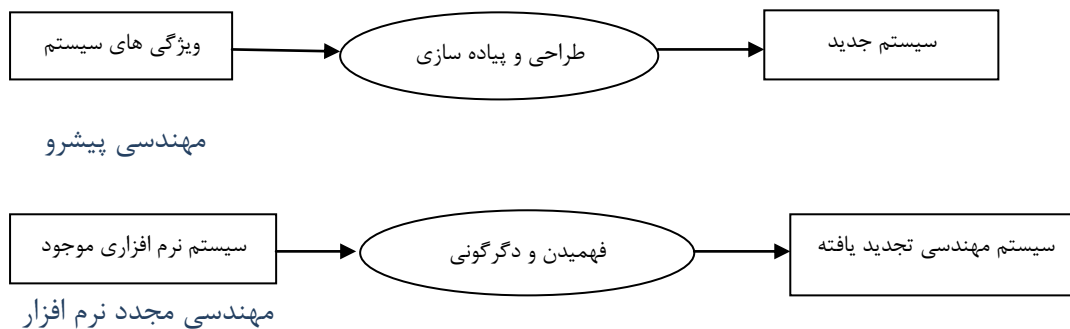 ویژگی های سیستم
طراحی و پیاده سازی
سیستم جدید
مهندسی پیشرو
سیستم نرم افزاری موجود
فهمیدن و دگرگونی
سیستم مهندسی تجدید یافته
مهندسی مجدد نرم افزار